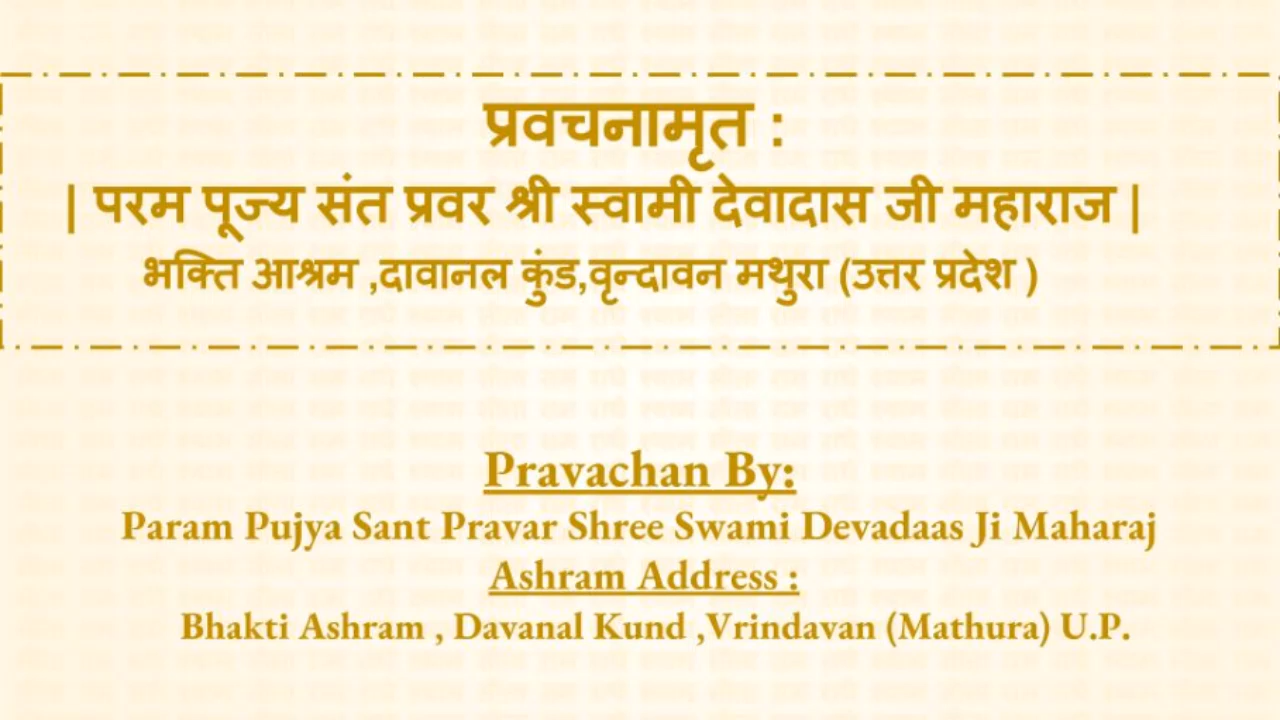 प्रवचनामृत :
| परम पूज्य संत प्रवर श्री स्वामी देवादास जी महाराज |
भक्ति आश्रम ,दावानल कुंड,वृन्दावन मथुरा (उत्तर प्रदेश )
Pravachan By:
Param Pujya Sant Pravar Shree Swami Devadaas Ji Maharaj
Ashram Address :
Bhakti Ashram , Davanal Kund ,Vrindavan (Mathura) U.P.